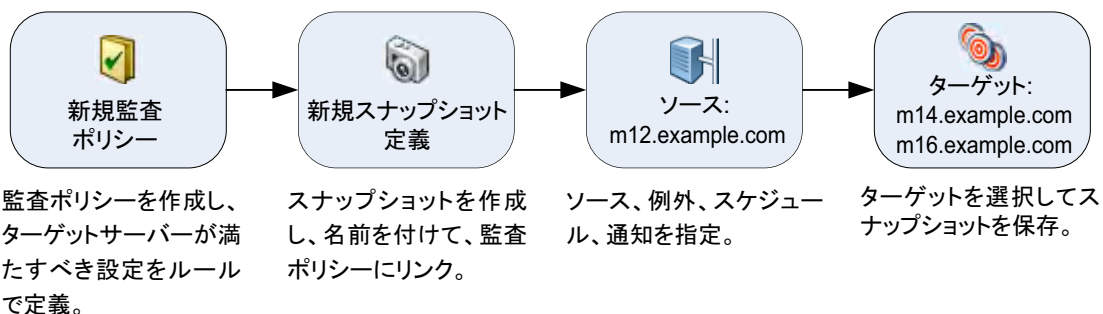 新規監査
ポリシー
新規スナップショット
定義
ソース:
m12.example.com
ターゲット:
m14.example.com
m16.example.com
監査ポリシーを作成し、
ターゲットサーバーが満
たすべき設定をルール
で定義。
スナップショットを作成
し、名前を付けて、監査
ポリシーにリンク。
ソース、例外、スケジュー
ル、通知を指定。
ターゲットを選択してス
ナップショットを保存。